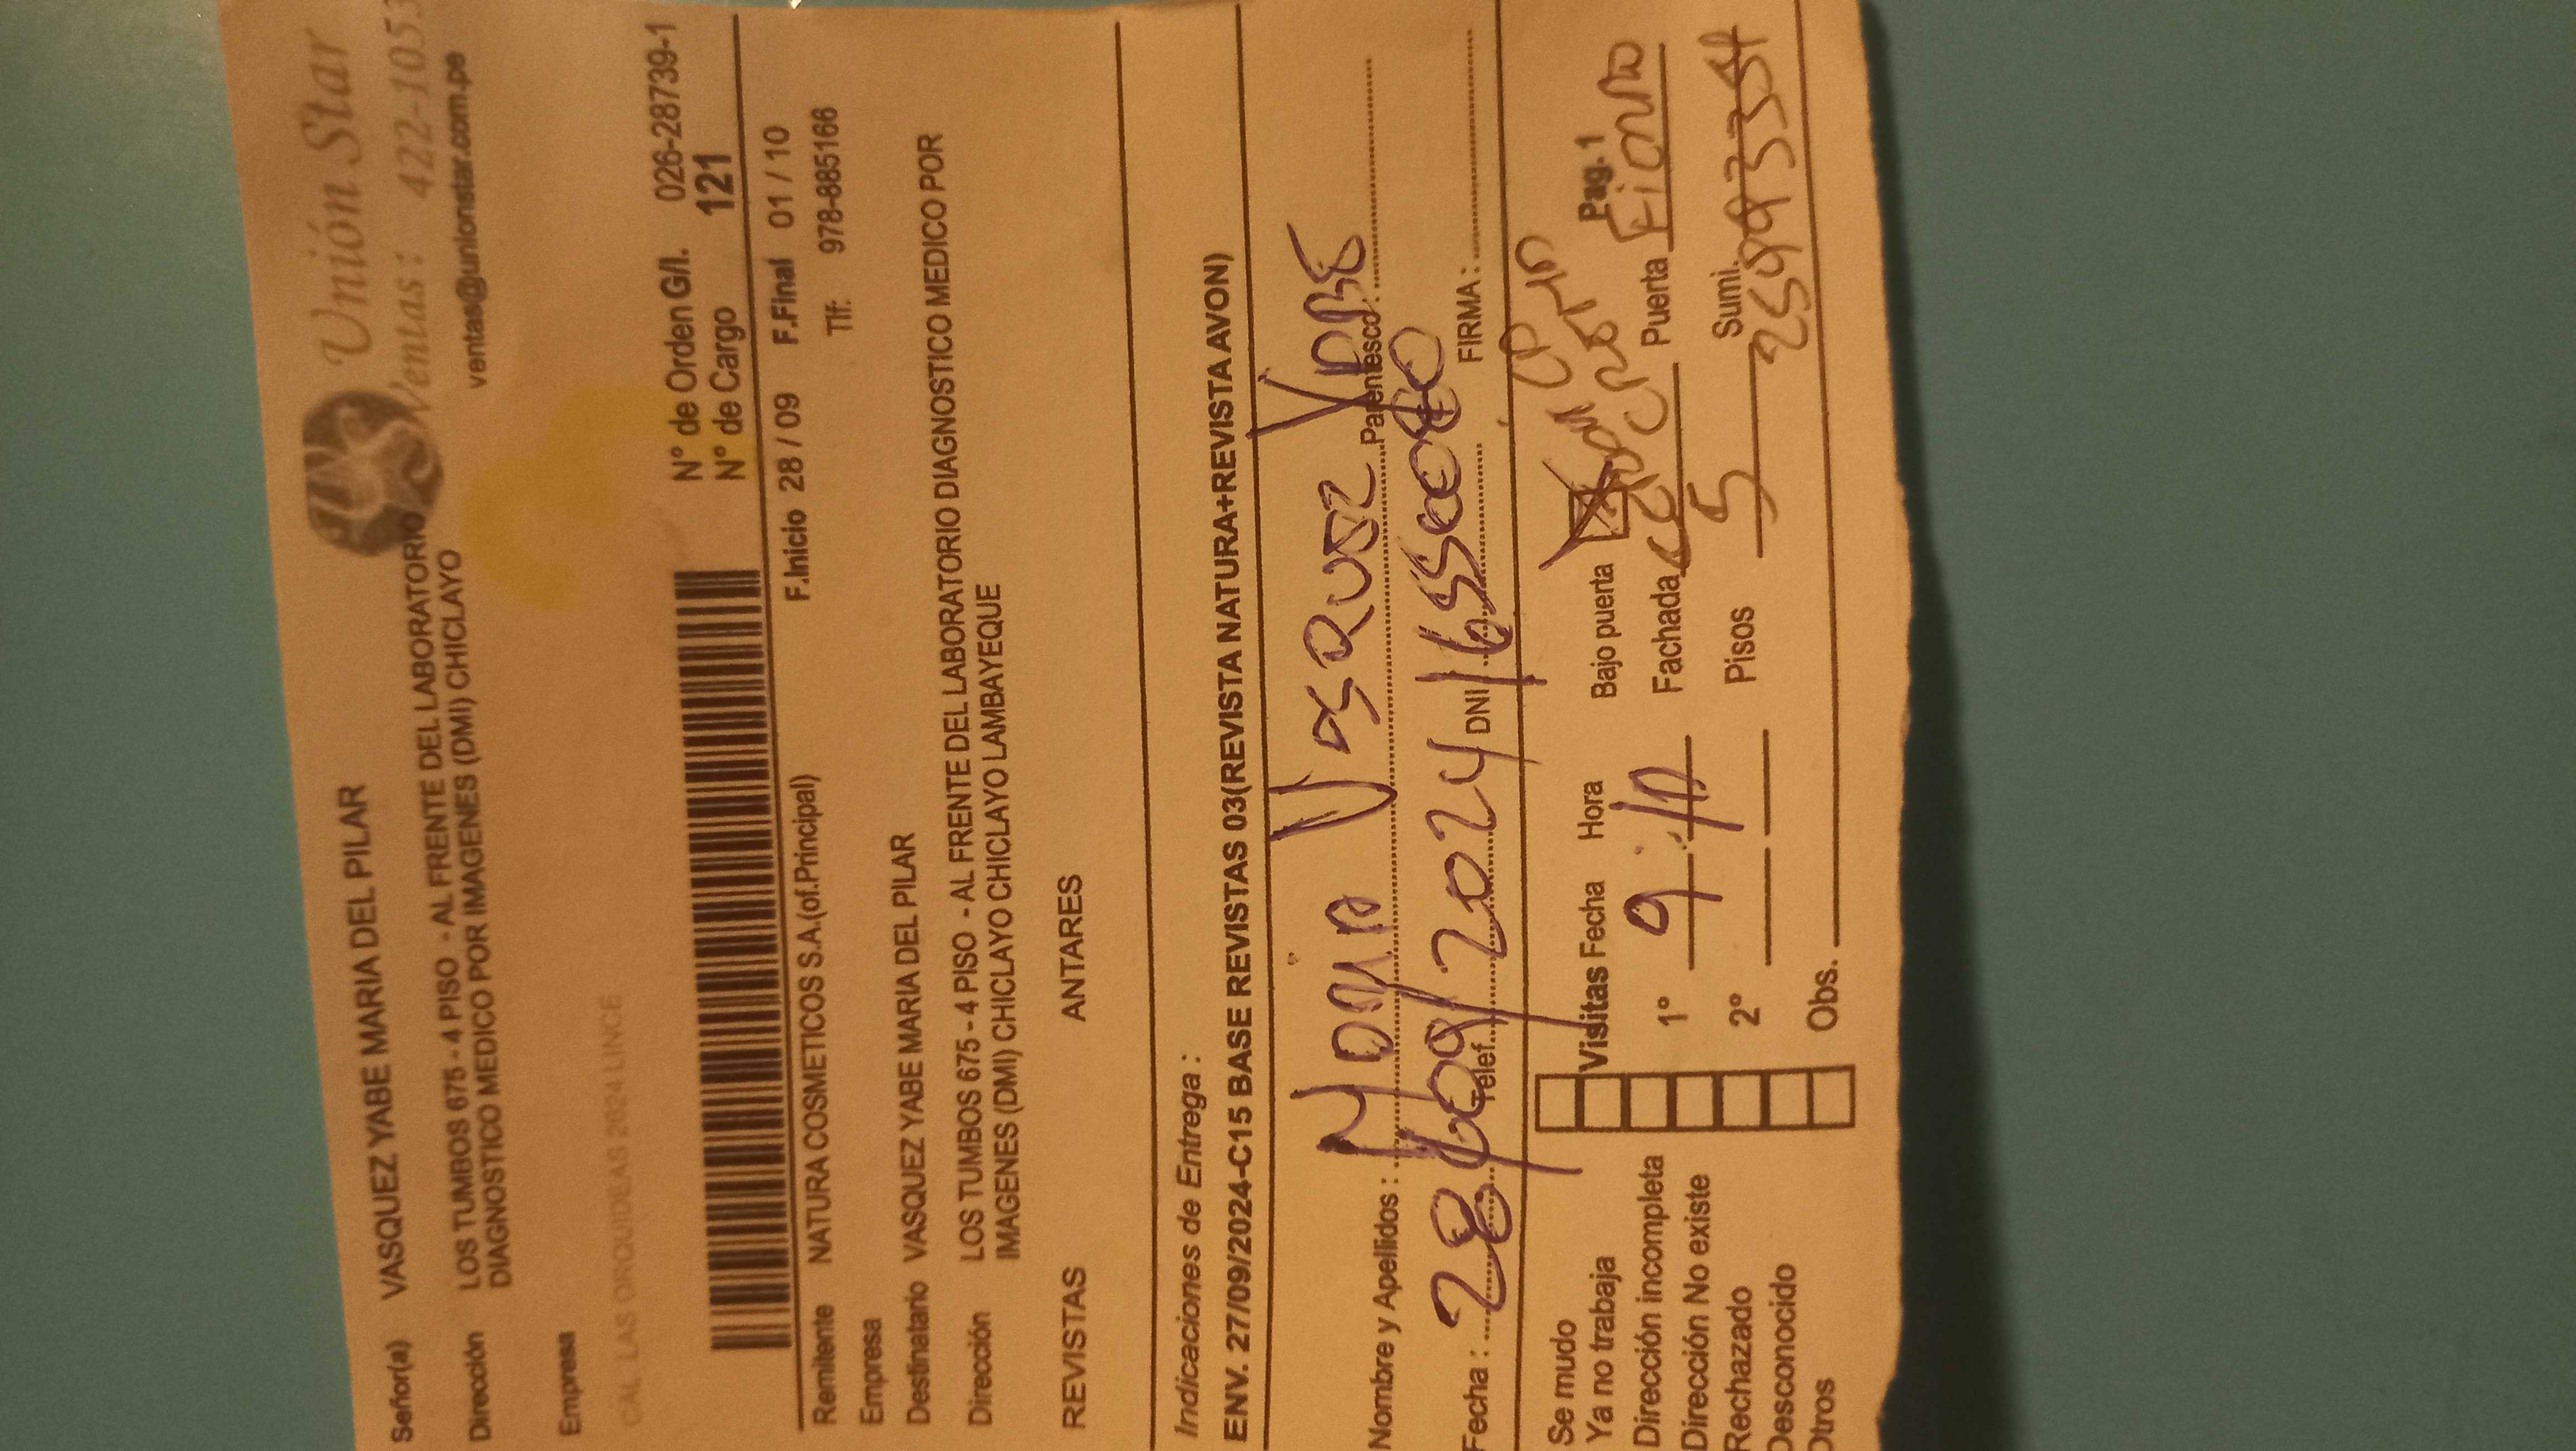 Unión Star
Ventas: 422-1053
ventas@unionstar.com.pe
Señor(a) VASQUEZ YABE MARIA DEL PILAR
Dirección LOS TUMBOS 675 - 4 PISO - AL FRENTE DEL LABORATORIO
DIAGNOSTICO MEDICO POR IMAGENES (DMI) CHICLAYO
Empresa
CAL LAS ORQUIDEAS 2624 LINCE
N° de Orden G/I. 026-28739-1
N° de Cargo 121
F.Inicio 28 / 09 F.Final 01 / 10
Remitente NATURA COSMETICOS S.A.(of.Principal) Tlf: 978-885166
Empresa
Destinatario VASQUEZ YABE MARIA DEL PILAR
Dirección LOS TUMBOS 675 - 4 PISO - AL FRENTE DEL LABORATORIO DIAGNOSTICO MEDICO POR
IMAGENES (DMI) CHICLAYO CHICLAYO LAMBAYEQUE
REVISTAS ANTARES
Indicaciones de Entrega :
ENV. 27/09/2024-C15 BASE REVISTAS 03(REVISTA NATURA+REVISTA AVON)
Nombre y Apellidos : Maria Vasquez Yabe Parentesco:
Fecha : 28/09/2024 Telef. DNI FIRMA :
Se mudo
Ya no trabaja Visitas Fecha Hora Bajo puerta Pag.1
Dirección incompleta 1° 9 Fachada Puerta Fierro
Dirección No existe
Rechazado 2° Pisos 5 Sumi.
Desconocido
Otros Obs.